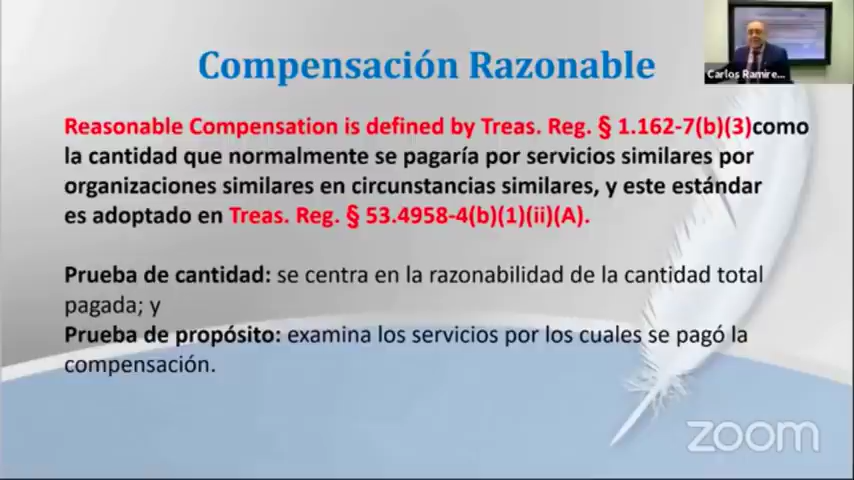 Compensación Razonable
Carlos Ramire...
Reasonable Compensation is defined by Treas. Reg. § 1.162-7(b)(3)como
la cantidad que normalmente se pagaría por servicios similares por
organizaciones similares en circunstancias similares, y este estándar
es adoptado en Treas. Reg. § 53.4958-4(b)(1)(ii)(A).
Prueba de cantidad: se centra en la razonabilidad de la cantidad total
pagada; y
Prueba de propósito: examina los servicios por los cuales se pagó la
compensación.
zoom